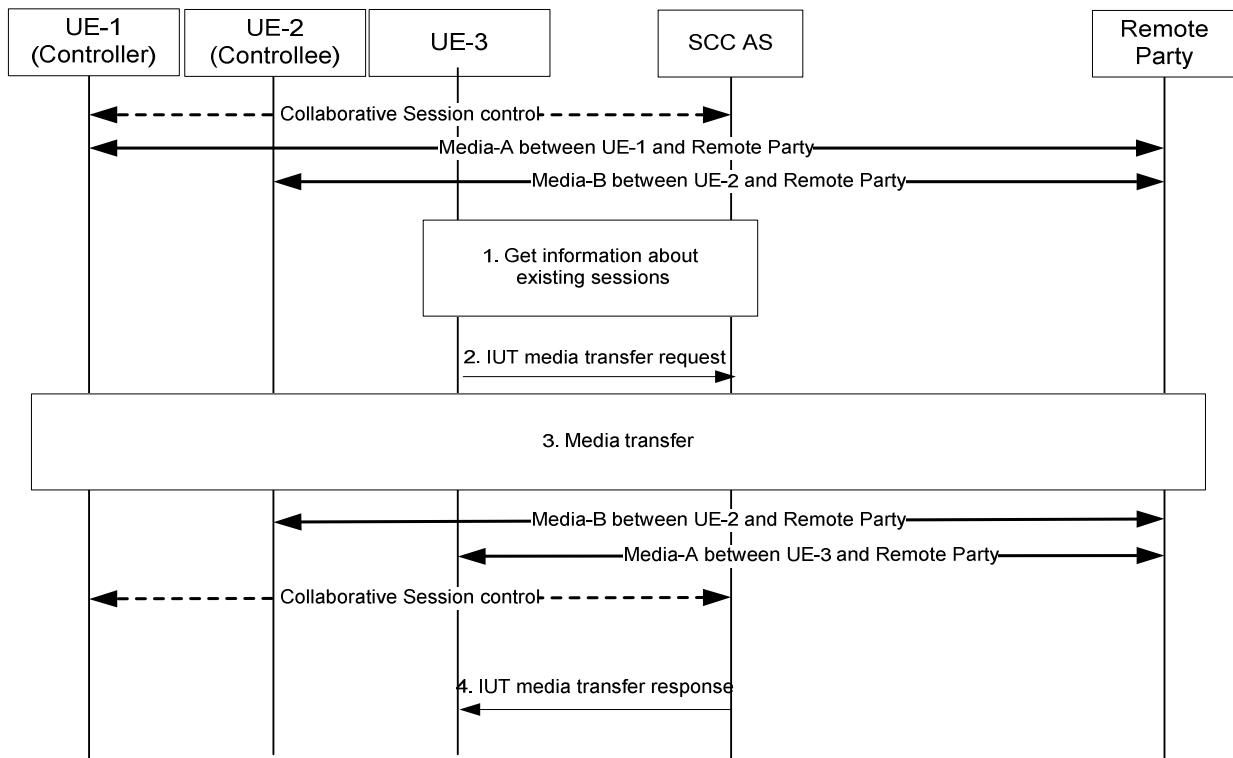 UE-1
(Controller)
UE-2
(Controllee)
UE-3
SCC AS
Remote
Party
Collaborative Session control
Media-A between UE-1 and Remote Party
Media-B between UE-2 and Remote Party
1. Get information about
existing sessions
2. IUT media transfer request
3. Media transfer
Media-B between UE-2 and Remote Party
Media-A between UE-3 and Remote Party
Collaborative Session control
4. IUT media transfer response